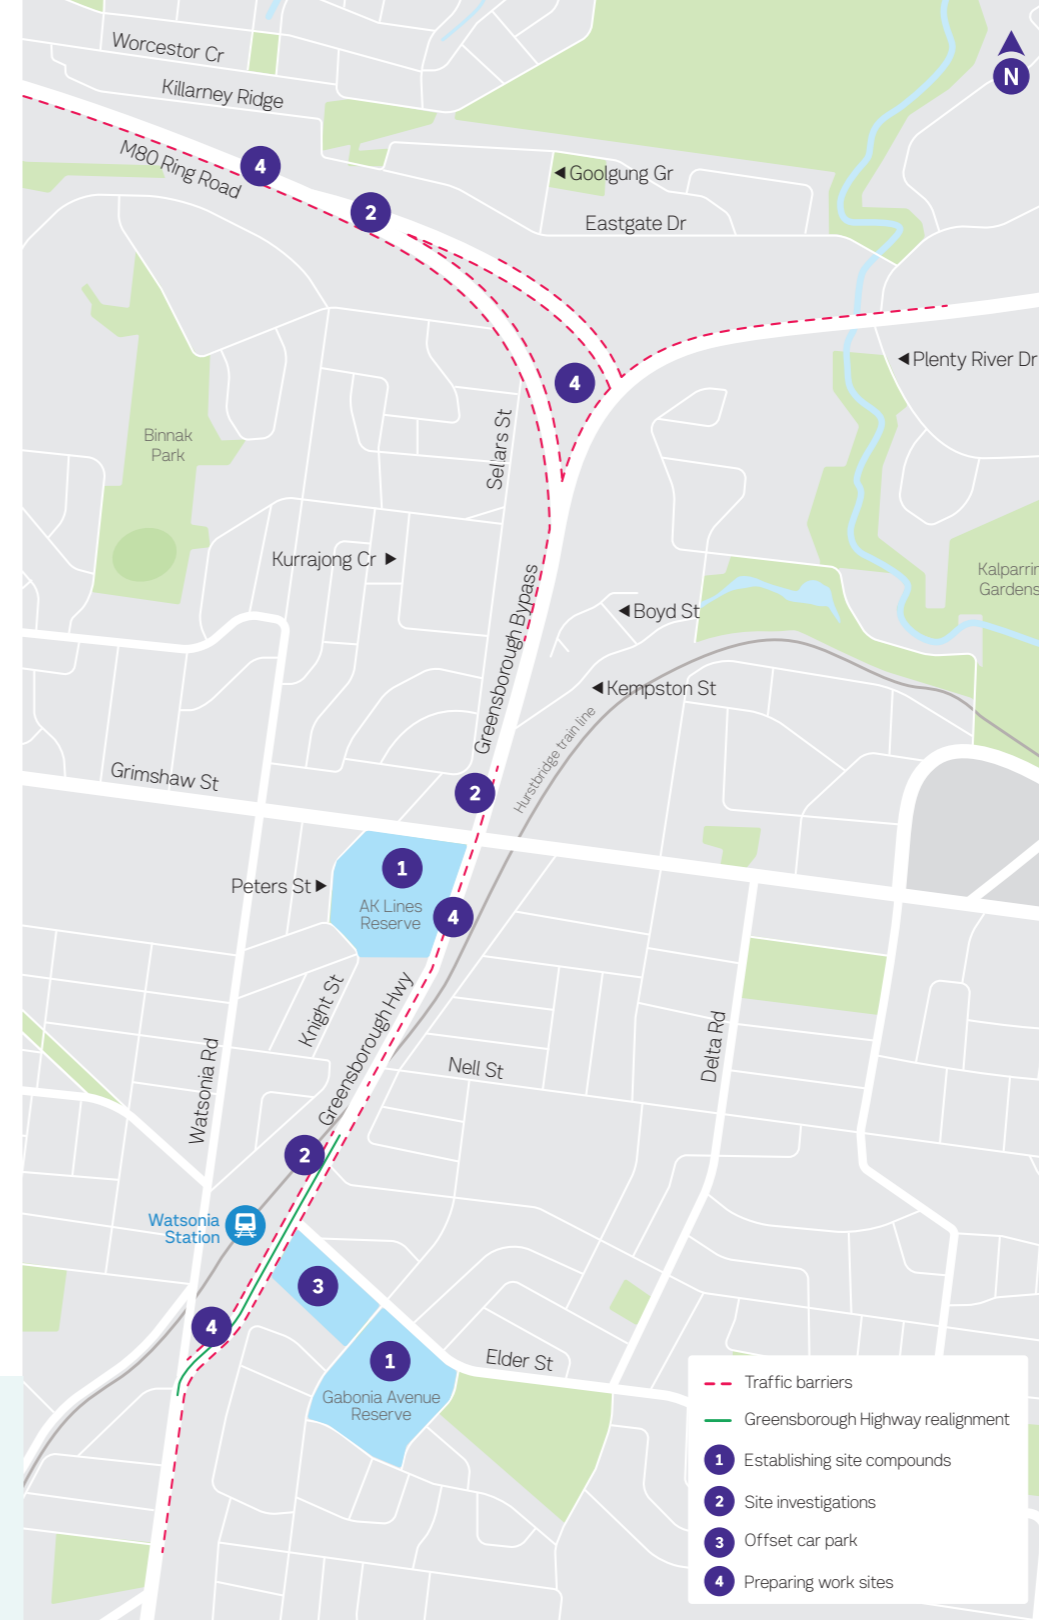 Worcestor Cr
N
Killarney Ridge
M80 Ring Road
4
Goolgung Gr
2
Eastgate Dr
Plenty River Dr
4
Sellars St
Binnak
Park
Kurrajong Cr
Greensborough Bypass
Kalparrin
Gardens
Boyd St
Kempston St
Hurstbridge train line
Grimshaw St
2
1
Peters St
AK Lines
Reserve
4
Knight St
Greensborough Hwy
Watsonia Rd
Nell St
Delta Rd
2
Watsonia
Station
3
4
1
Elder St
Gabonia Avenue
Reserve
Traffic barriers
Greensborough Highway realignment
1 Establishing site compounds
2 Site investigations
3 Offset car park
4 Preparing work sites